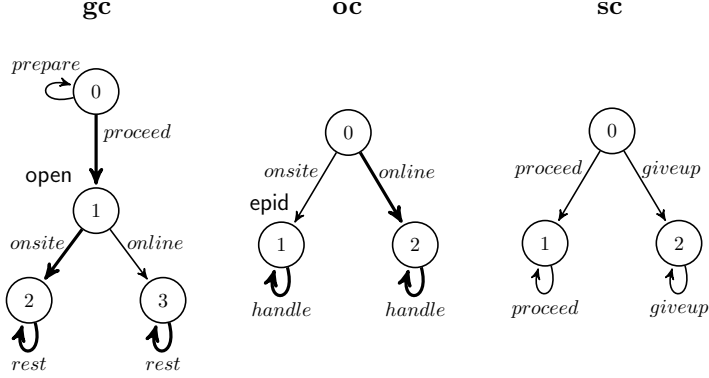 gc oc sc
prepare
0
proceed
open
1
onsite online
2 3
rest rest
0
onsite online
epid
1 2
handle handle
0
proceed giveup
1 2
proceed giveup